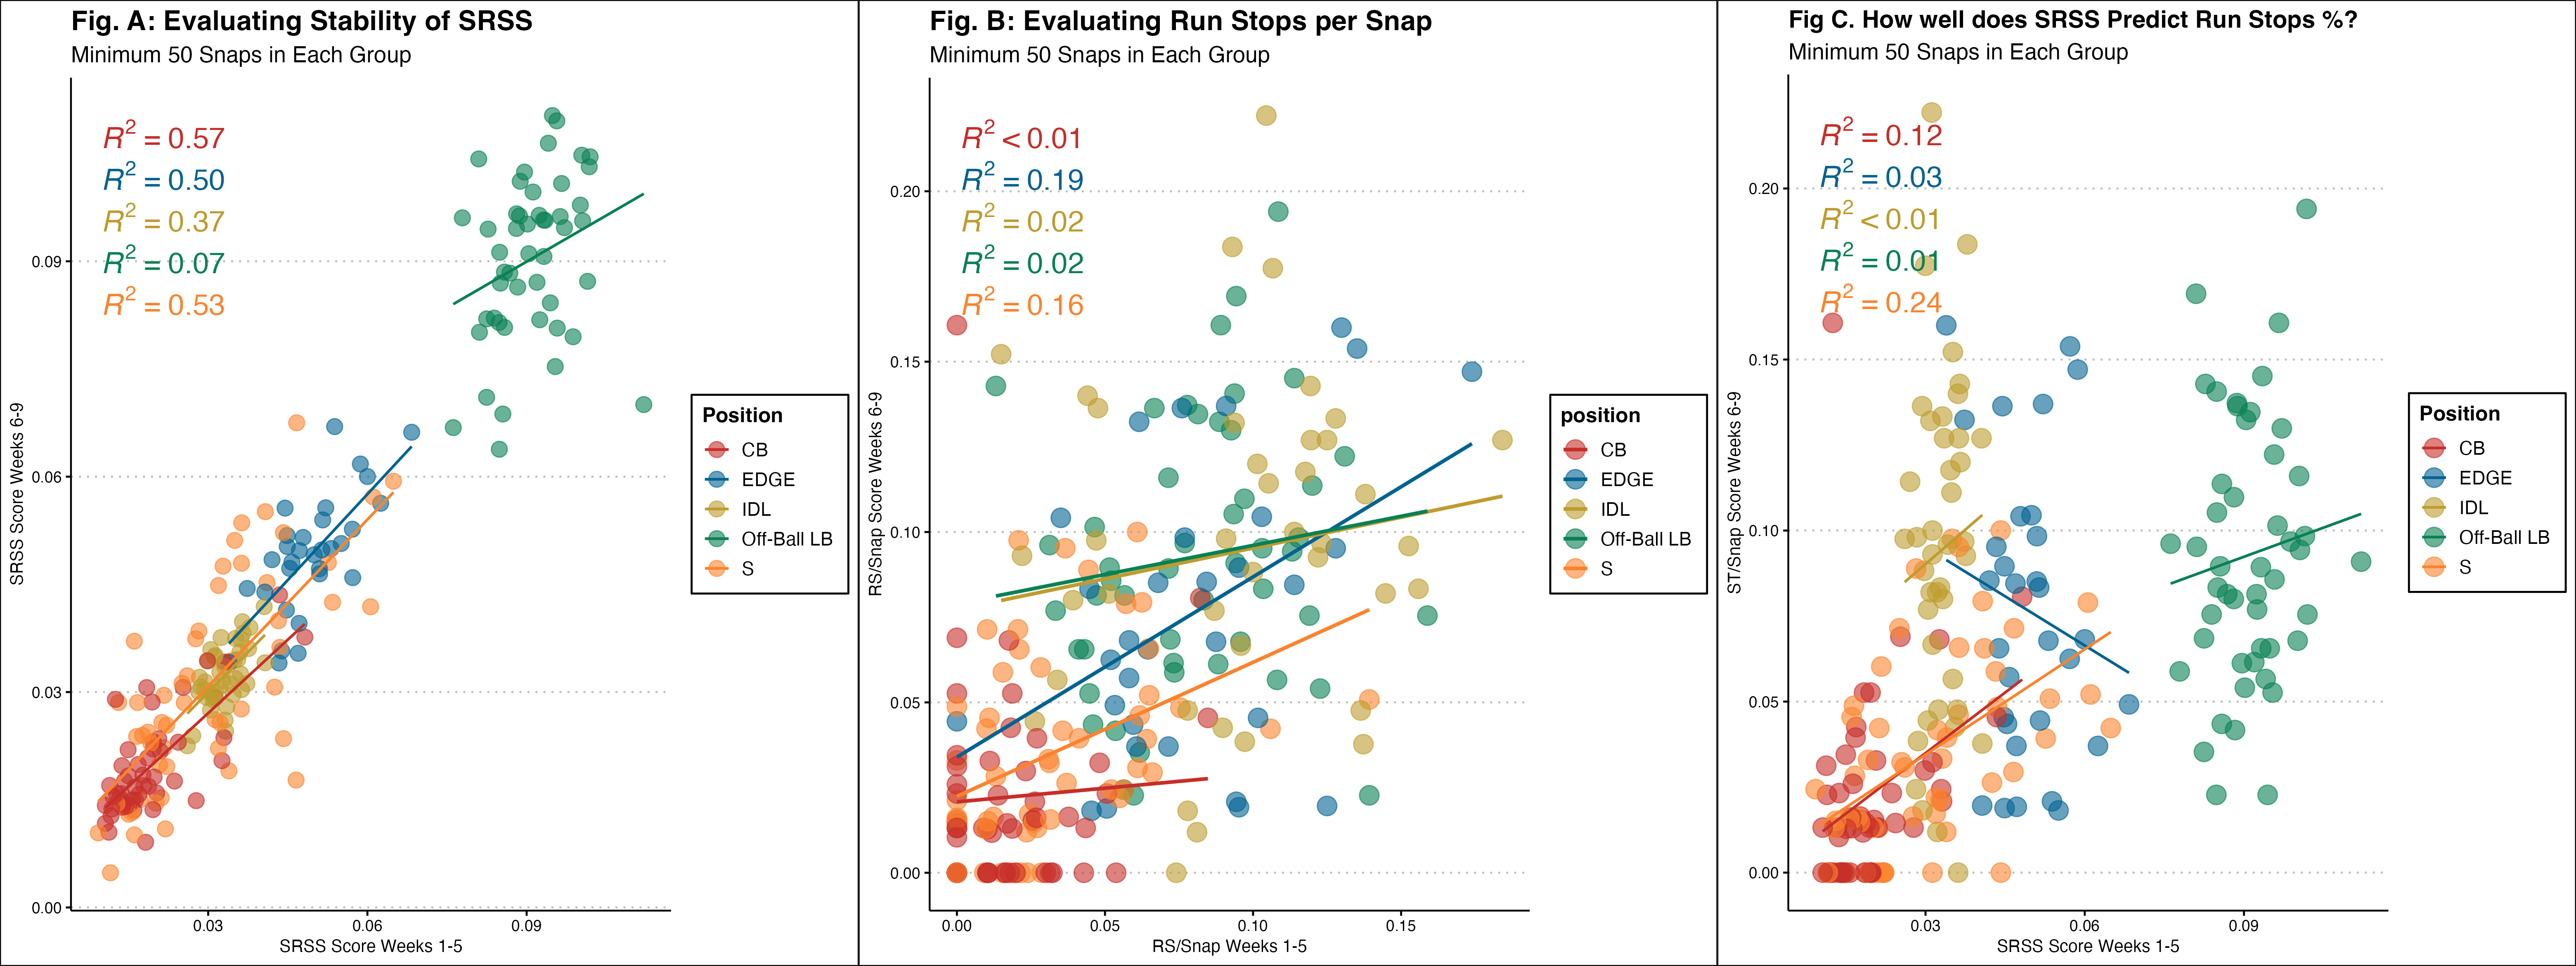 Fig. A: Evaluating Stability of SRSS
Minimum 50 Snaps in Each Group
R² = 0.57
R² = 0.50
R² = 0.37
R² = 0.07
R² = 0.53
SRSS Score Weeks 6-9
0.09
0.06
0.03
0.00
0.03 0.06 0.09
SRSS Score Weeks 1-5
Position
CB
EDGE
IDL
Off-Ball LB
S
Fig. B: Evaluating Run Stops per Snap
Minimum 50 Snaps in Each Group
R² < 0.01
R² = 0.19
R² = 0.02
R² = 0.02
R² = 0.16
RS/Snap Score Weeks 6-9
0.20
0.15
0.10
0.05
0.00
0.00 0.05 0.10 0.15
RS/Snap Weeks 1-5
position
CB
EDGE
IDL
Off-Ball LB
S
Fig C. How well does SRSS Predict Run Stops %?
Minimum 50 Snaps in Each Group
R² = 0.12
R² = 0.03
R² < 0.01
R² = 0.01
R² = 0.24
ST/Snap Score Weeks 6-9
0.20
0.15
0.10
0.05
0.00
0.03 0.06 0.09
SRSS Score Weeks 1-5
Position
CB
EDGE
IDL
Off-Ball LB
S